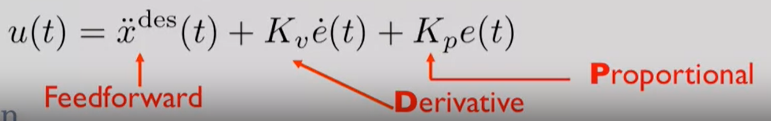 u(t) = ẍ^des(t) + K_v ė(t) + K_p e(t)
Proportional
Feedforward
Derivative
n